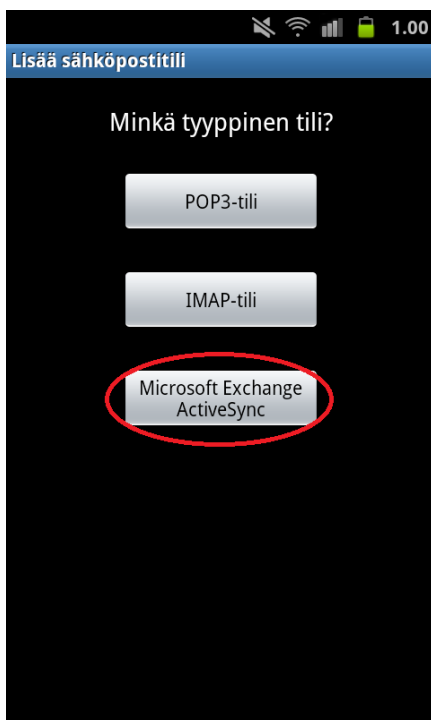 1.00
Lisää sähköpostitili
Minkä tyyppinen tili?
POP3-tili
IMAP-tili
Microsoft Exchange
ActiveSync